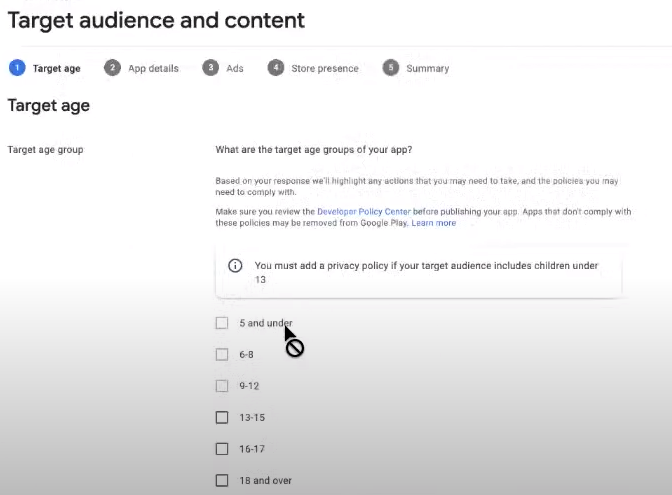 Target audience and content
1 Target age 2 App details 3 Ads 4 Store presence 5 Summary
Target age
Target age group What are the target age groups of your app?
Based on your response we'll highlight any actions that you may need to take, and the policies you may
need to comply with.
Make sure you review the Developer Policy Center before publishing your app. Apps that don't comply with
these policies may be removed from Google Play. Learn more
You must add a privacy policy if your target audience includes children under
13
5 and under
6-8
9-12
13-15
16-17
18 and over